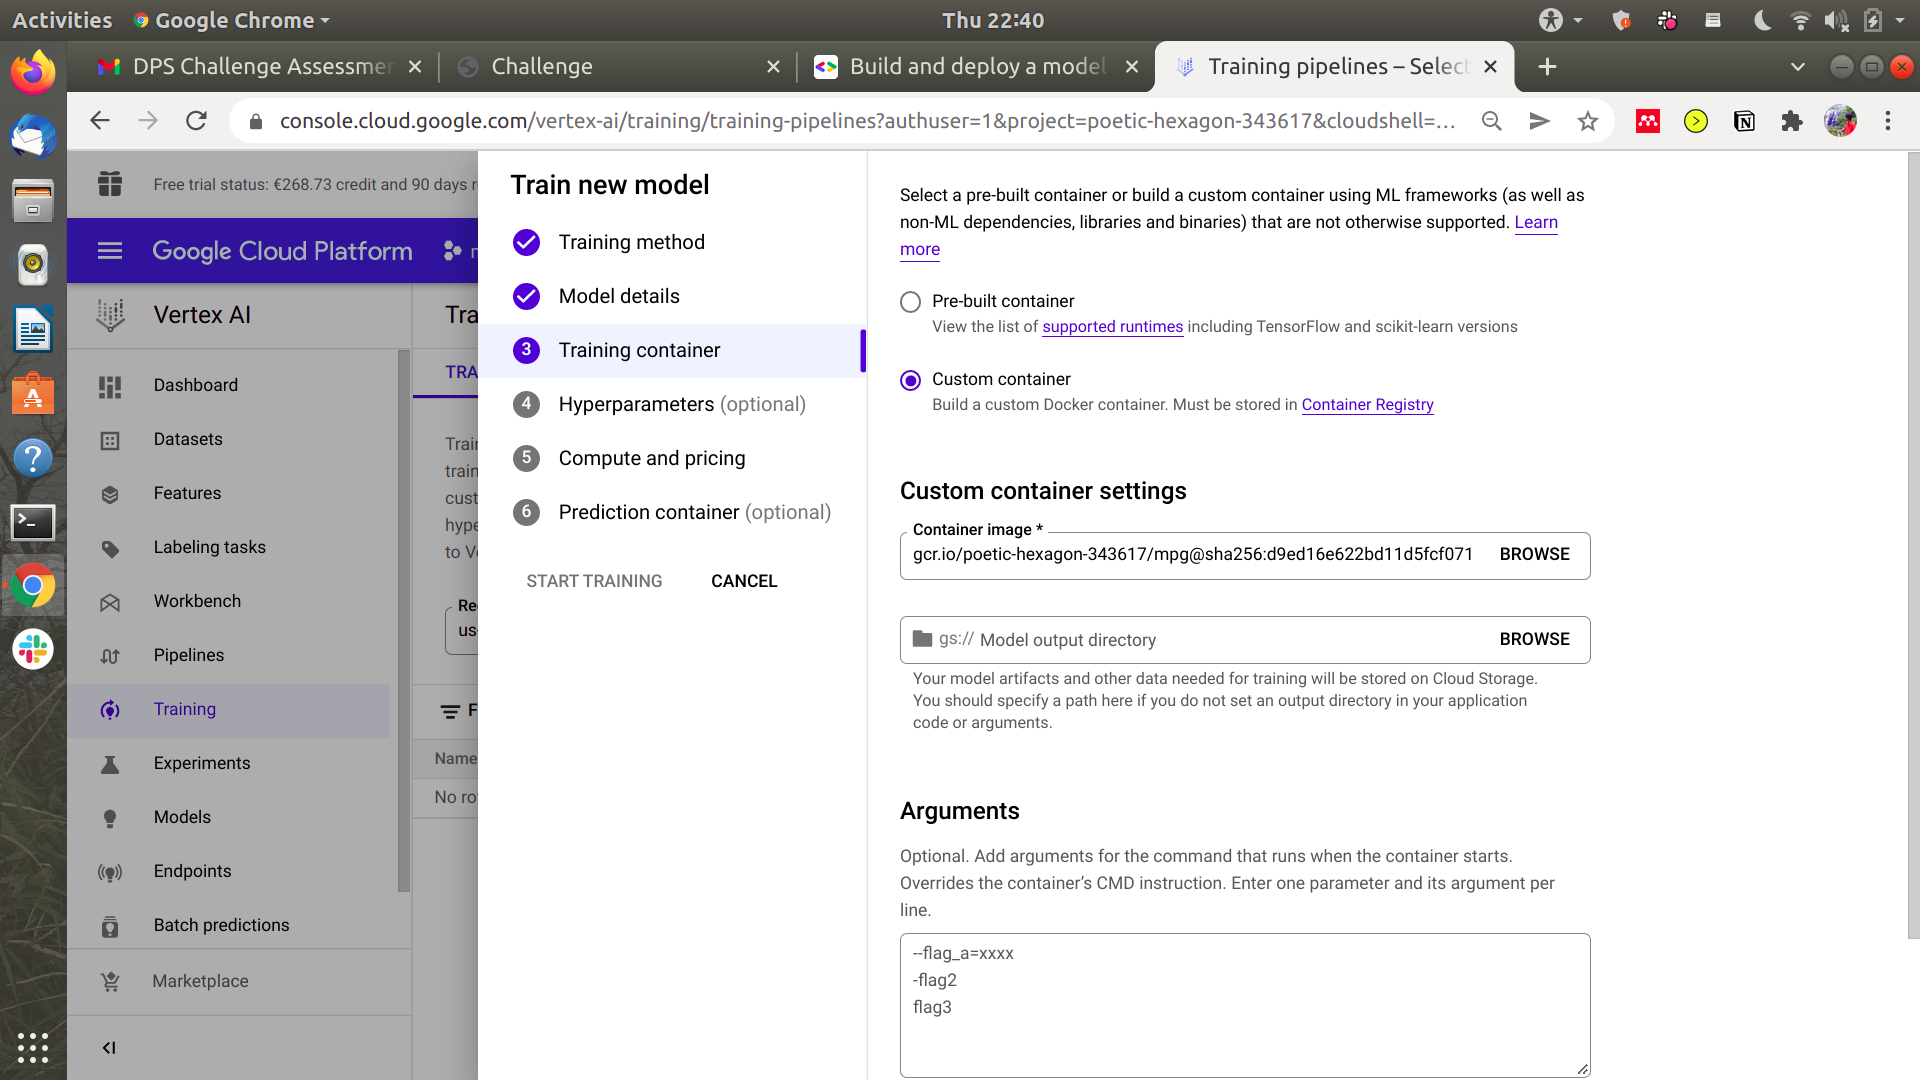 Activities
Google Chrome
Thu 22:40
DPS Challenge Assessmer
Challenge
Build and deploy a model
Training pipelines – Select
console.cloud.google.com/vertex-ai/training/training-pipelines?authuser=1&project=poetic-hexagon-343617&cloudshell=...
Free trial status: €268.73 credit and 90 days r
Google Cloud Platform
Vertex AI
Dashboard
Datasets
Features
Labeling tasks
Workbench
Pipelines
Training
Experiments
Models
Endpoints
Batch predictions
Marketplace
Tra
TRA
Trai
train
cust
hype
to Ve
Re
us-
F
Name
No ro
Train new model
Training method
Model details
3 Training container
4 Hyperparameters (optional)
5 Compute and pricing
6 Prediction container (optional)
START TRAINING
CANCEL
Select a pre-built container or build a custom container using ML frameworks (as well as
non-ML dependencies, libraries and binaries) that are not otherwise supported. Learn
more
Pre-built container
View the list of supported runtimes including TensorFlow and scikit-learn versions
Custom container
Build a custom Docker container. Must be stored in Container Registry
Custom container settings
Container image *
gcr.io/poetic-hexagon-343617/mpg@sha256:d9ed16e622bd11d5fcf071
BROWSE
gs:// Model output directory
BROWSE
Your model artifacts and other data needed for training will be stored on Cloud Storage.
You should specify a path here if you do not set an output directory in your application
code or arguments.
Arguments
Optional. Add arguments for the command that runs when the container starts.
Overrides the container’s CMD instruction. Enter one parameter and its argument per
line.
--flag_a=xxxx
-flag2
flag3